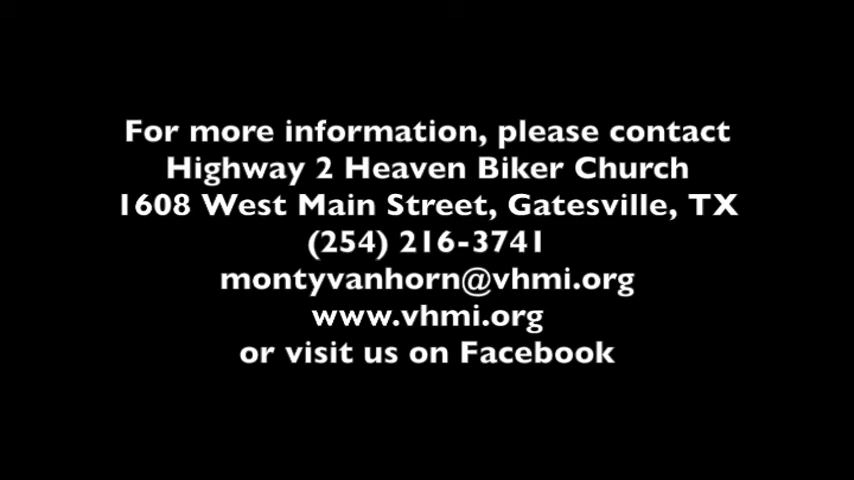 For more information, please contact
Highway 2 Heaven Biker Church
1608 West Main Street, Gatesville, TX
(254) 216-3741
montyvanhorn@vhmi.org
www.vhmi.org
or visit us on Facebook